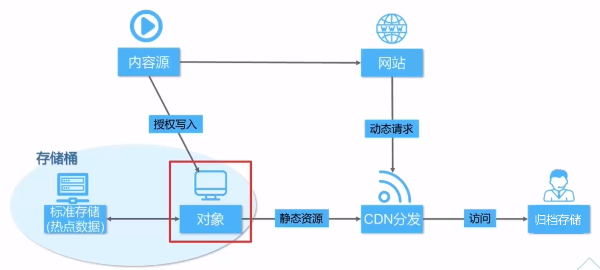 内容源
网站
授权写入
动态请求
存储桶
标准存储
(热点数据)
对象
静态资源
CDN分发
访问
归档存储